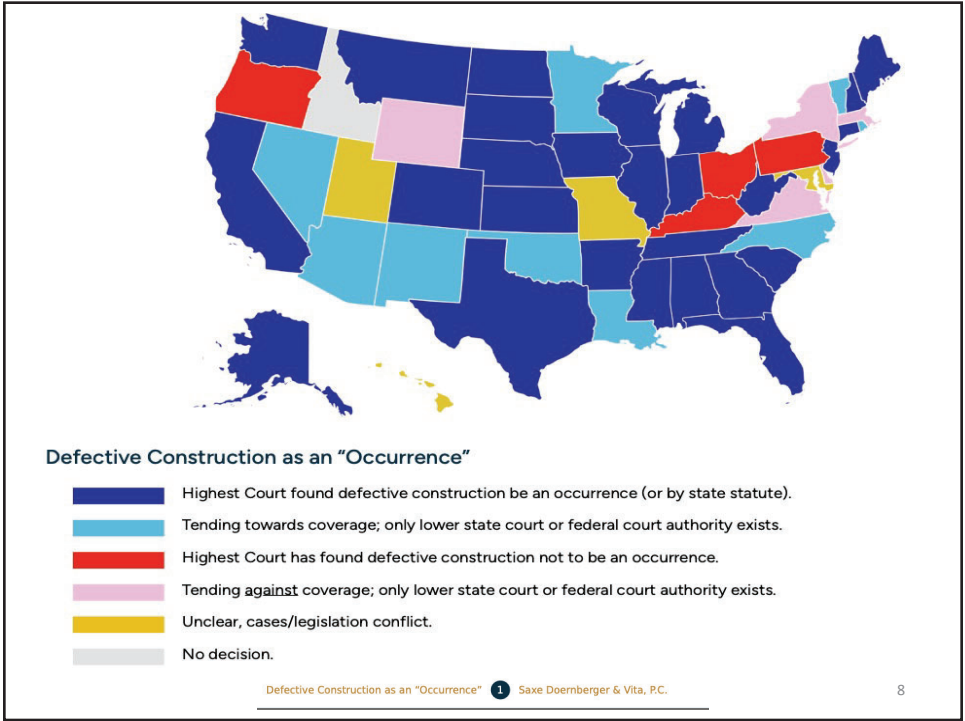 Defective Construction as an “Occurrence”
Highest Court found defective construction be an occurrence (or by state statute).
Tending towards coverage; only lower state court or federal court authority exists.
Highest Court has found defective construction not to be an occurrence.
Tending against coverage; only lower state court or federal court authority exists.
Unclear, cases/legislation conflict.
No decision.
Defective Construction as an “Occurrence” 1 Saxe Doernberger & Vita, P.C.
8